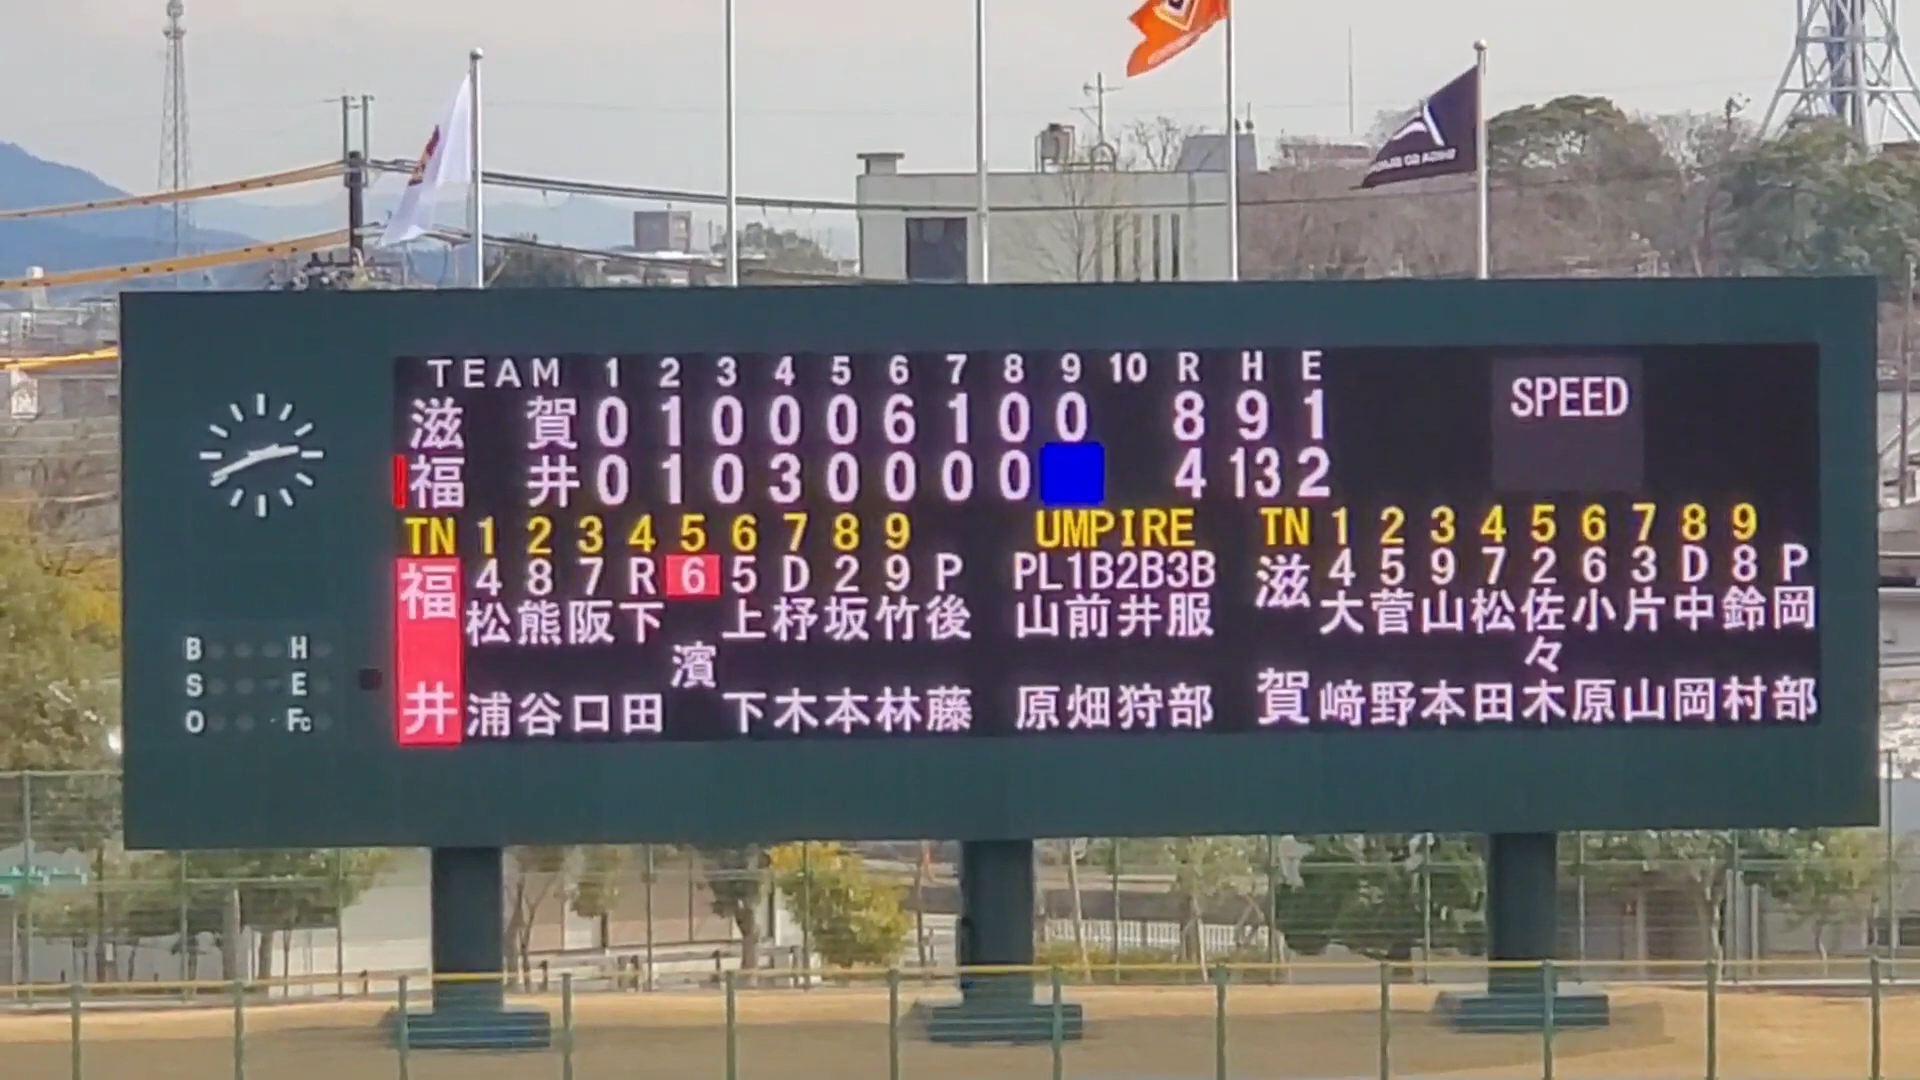 TEAM 1 2 3 4 5 6 7 8 9 10 R H E
滋賀 0 1 0 0 0 6 1 0 0 8 9 1
福井 0 1 0 3 0 0 0 0 4 13 2
SPEED
TN 1 2 3 4 5 6 7 8 9 UMPIRE TN 1 2 3 4 5 6 7 8 9
福井 4 8 7 R 6 5 D 2 9 P PL 1B 2B 3B 滋賀 4 5 9 7 2 6 3 D 8 P
松浦 熊谷 阪口 下田 濱 上下 杼木 坂本 竹林 後藤 山原 前畑 井狩 服部 大﨑 菅野 山本 松田 佐々木 小原 片山 中岡 鈴村 岡部
B H
S E
O Fc